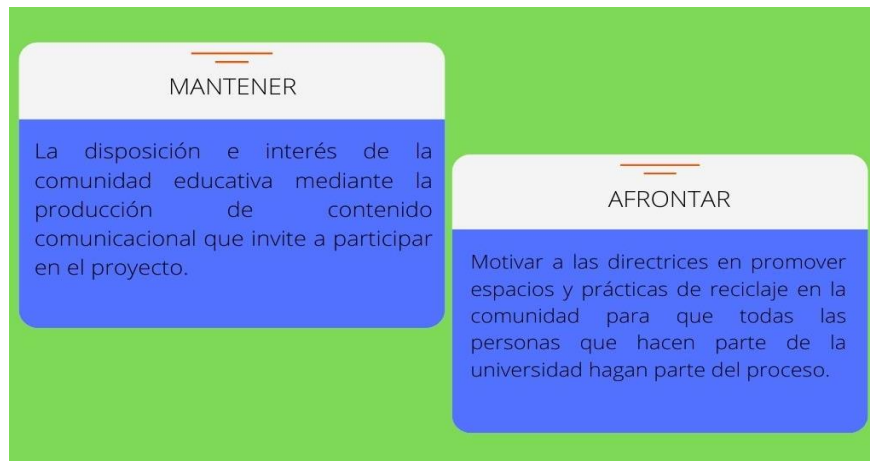 MANTENER
La disposición e interés de la
comunidad educativa mediante la
producción de contenido
comunicacional que invite a participar
en el proyecto.
AFRONTAR
Motivar a las directrices en promover
espacios y prácticas de reciclaje en la
comunidad para que todas las
personas que hacen parte de la
universidad hagan parte del proceso.